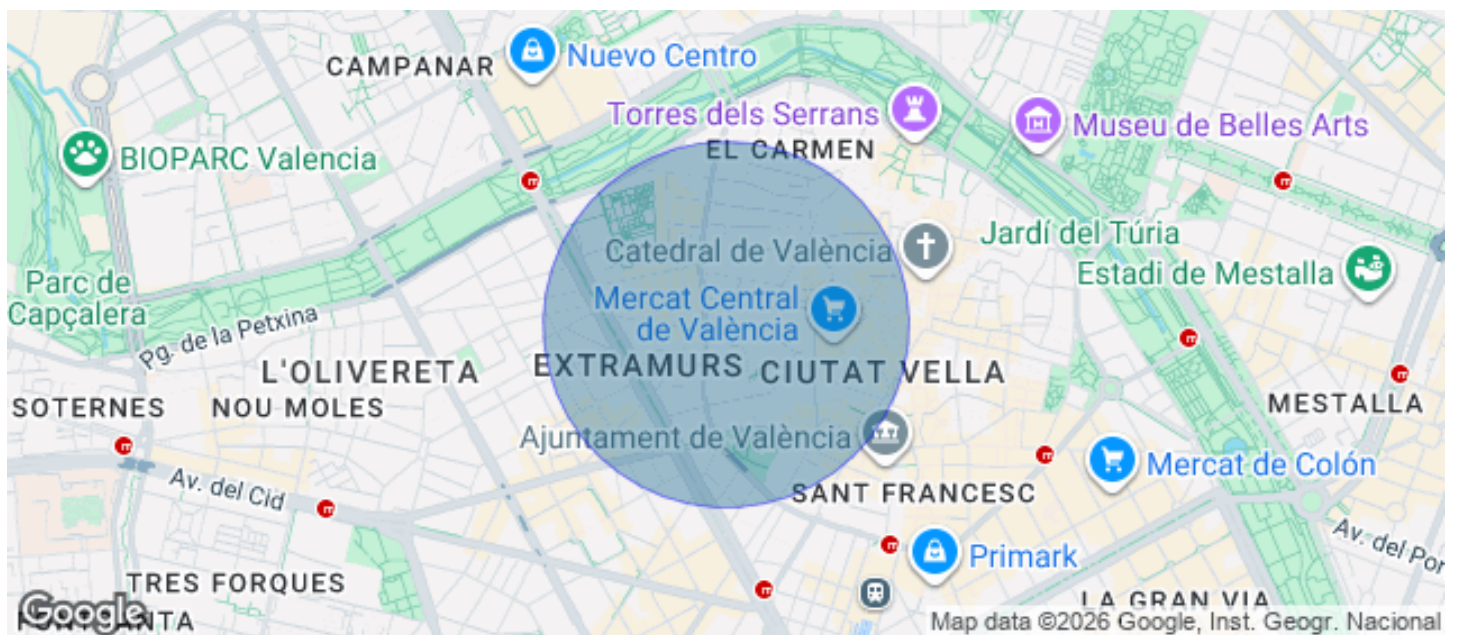 CAMPANAR
Nuevo Centro
Torres dels Serrans
Museu de Belles Arts
EL CARMEN
BIOPARC Valencia
Catedral de València
Jardí del Túria
Estadi de Mestalla
Parc de
Capçalera
Mercat Central
de València
Pg. de la Petxina
L'OLIVERETA
EXTRAMURS
CIUTAT VELLA
SOTERNES
NOU MOLES
MESTALLA
Ajuntament de València
Mercat de Colón
Av. del Cid
SANT FRANCESC
Av. del Por
Primark
TRES FORQUES
LA GRAN VIA
Google
Map data ©2026 Google, Inst. Geogr. Nacional